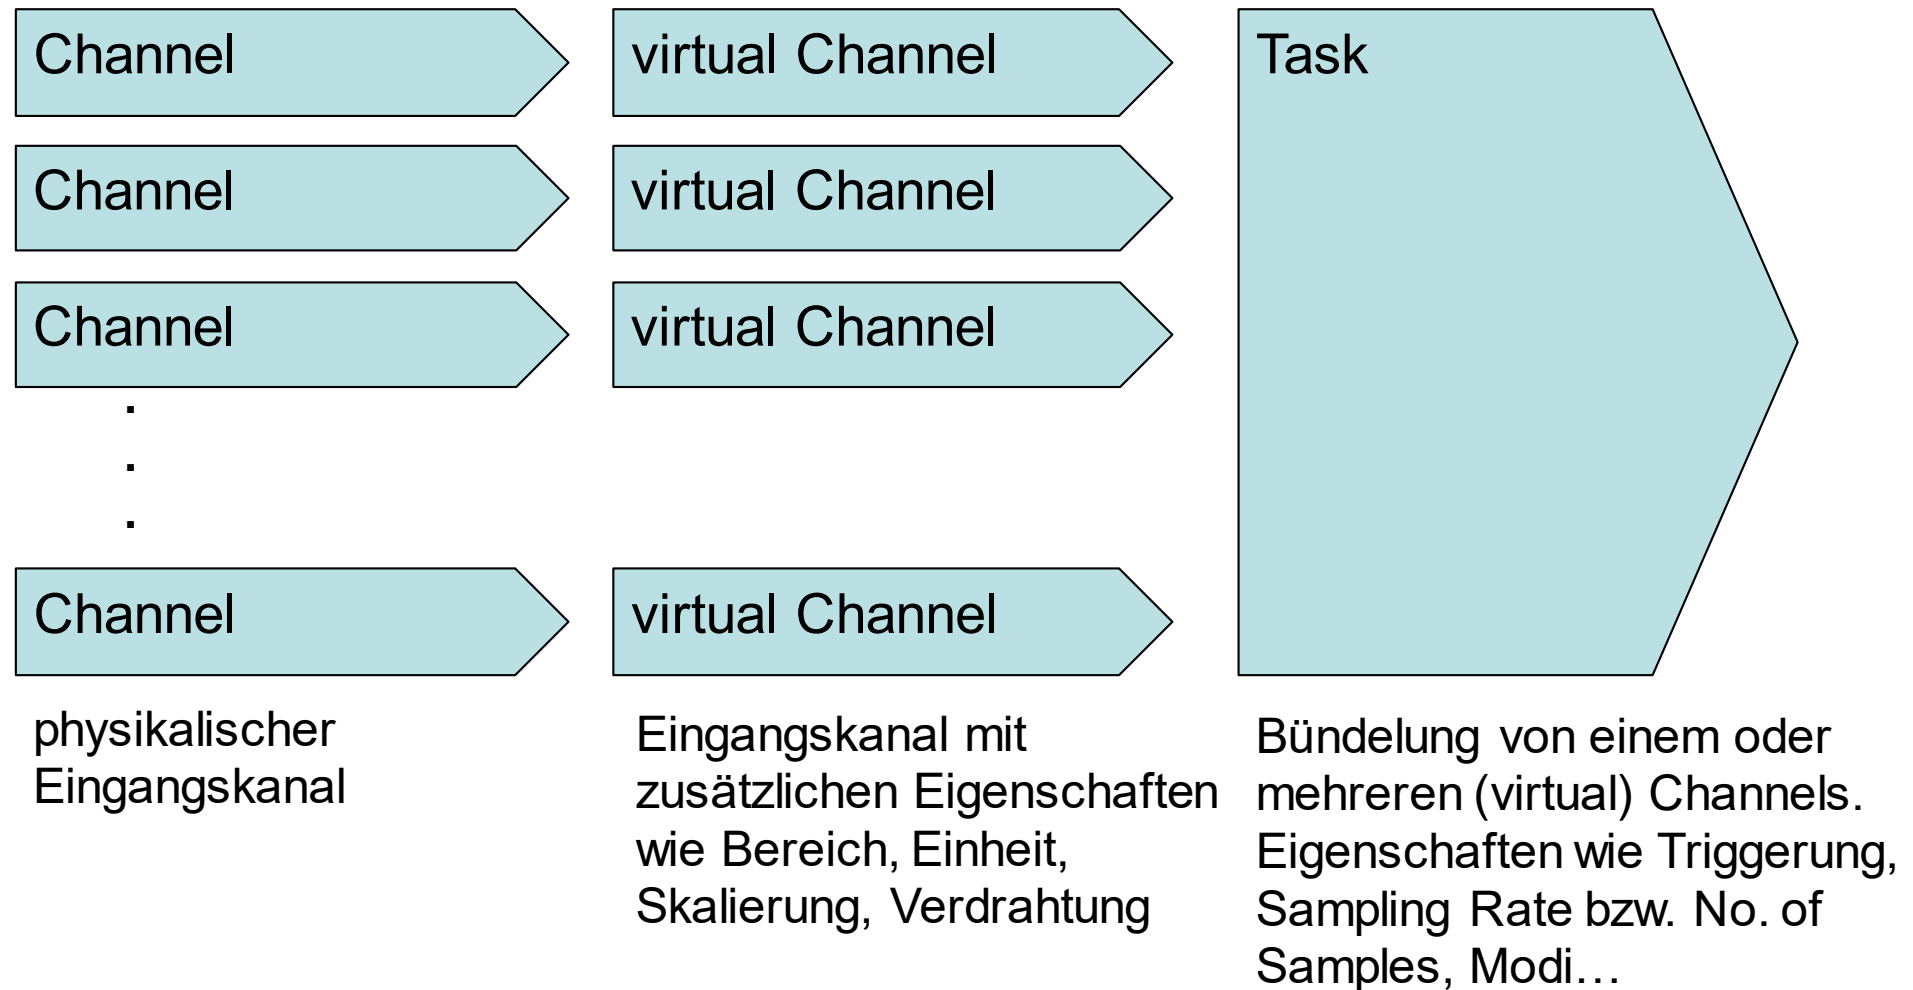 Channel
virtual Channel
Task
Channel
virtual Channel
Channel
virtual Channel
.
.
.
Channel
virtual Channel
physikalischer
Eingangskanal
Eingangskanal mit
zusätzlichen Eigenschaften
wie Bereich, Einheit,
Skalierung, Verdrahtung
Bündelung von einem oder
mehreren (virtual) Channels.
Eigenschaften wie Triggerung,
Sampling Rate bzw. No. of
Samples, Modi…